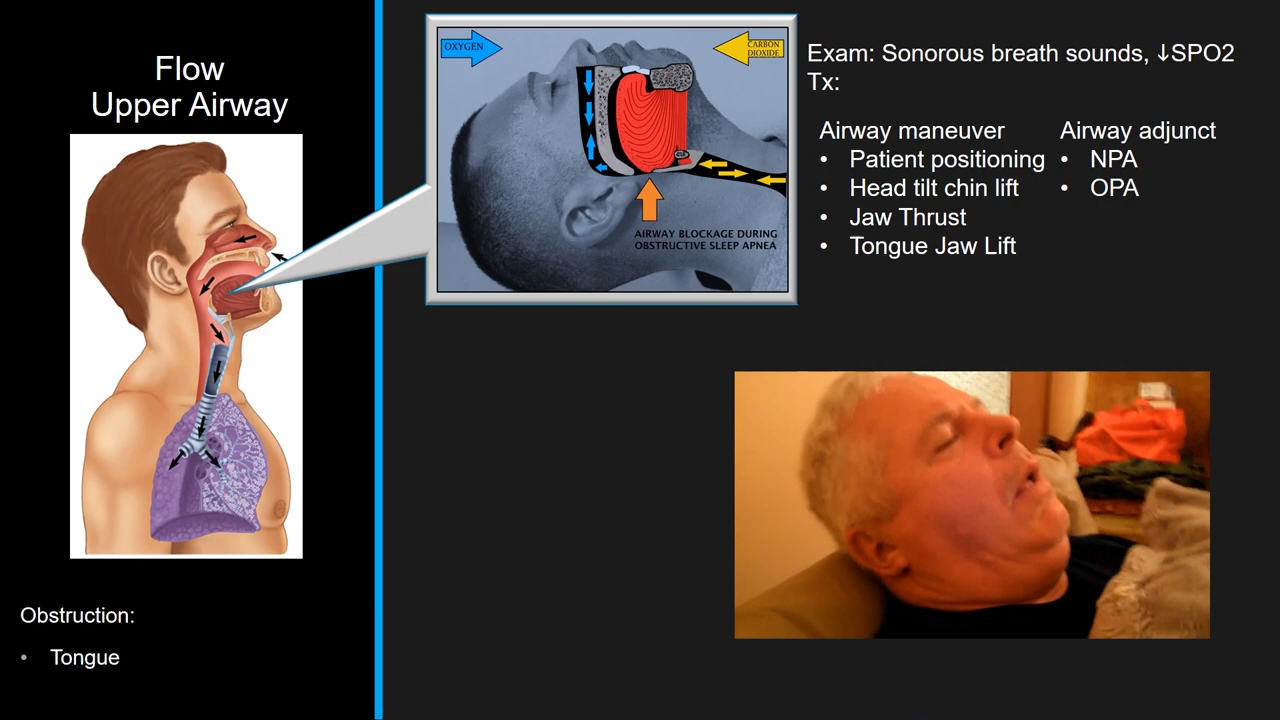 Flow
Upper Airway
OXYGEN
CARBON
DIOXIDE
AIRWAY BLOCKAGE DURING
OBSTRUCTIVE SLEEP APNEA
Exam: Sonorous breath sounds, ↓SPO2
Tx:
Airway maneuver
• Patient positioning
• Head tilt chin lift
• Jaw Thrust
• Tongue Jaw Lift
Airway adjunct
• NPA
• OPA
Obstruction:
• Tongue